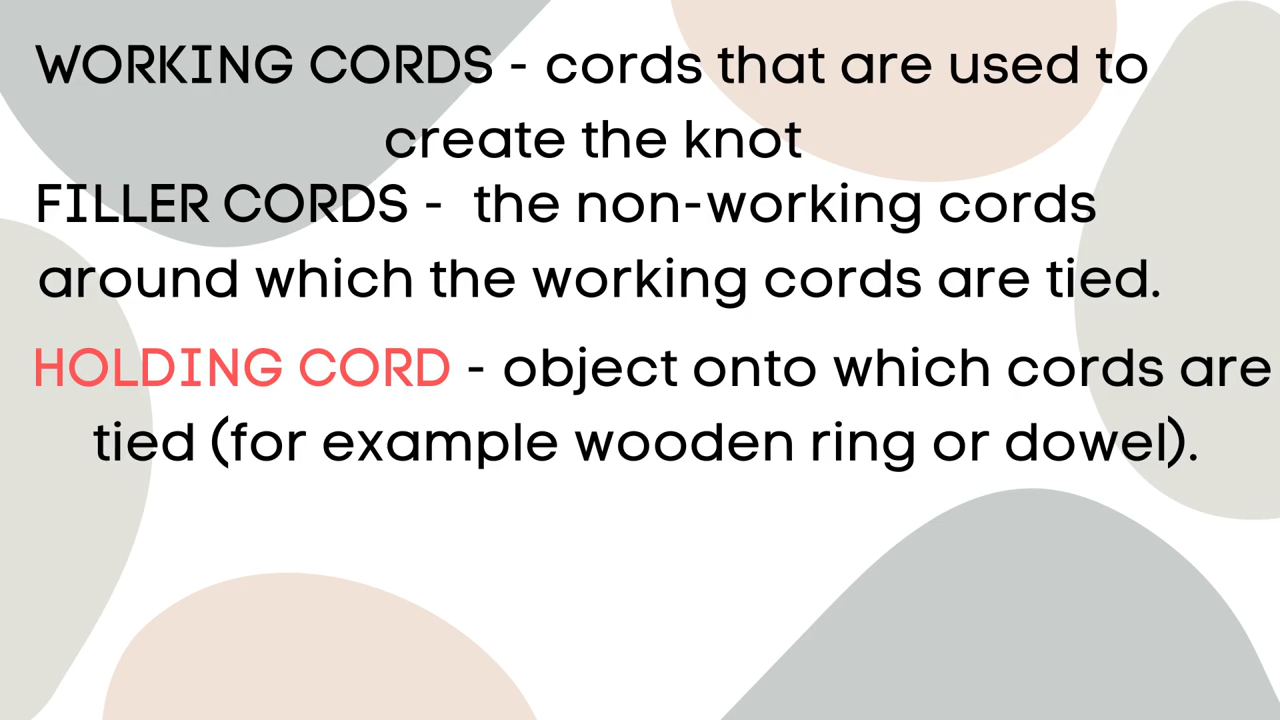 WORKING CORDS - cords that are used to
create the knot
FILLER CORDS - the non-working cords
around which the working cords are tied.
HOLDING CORD - object onto which cords are
tied (for example wooden ring or dowel).